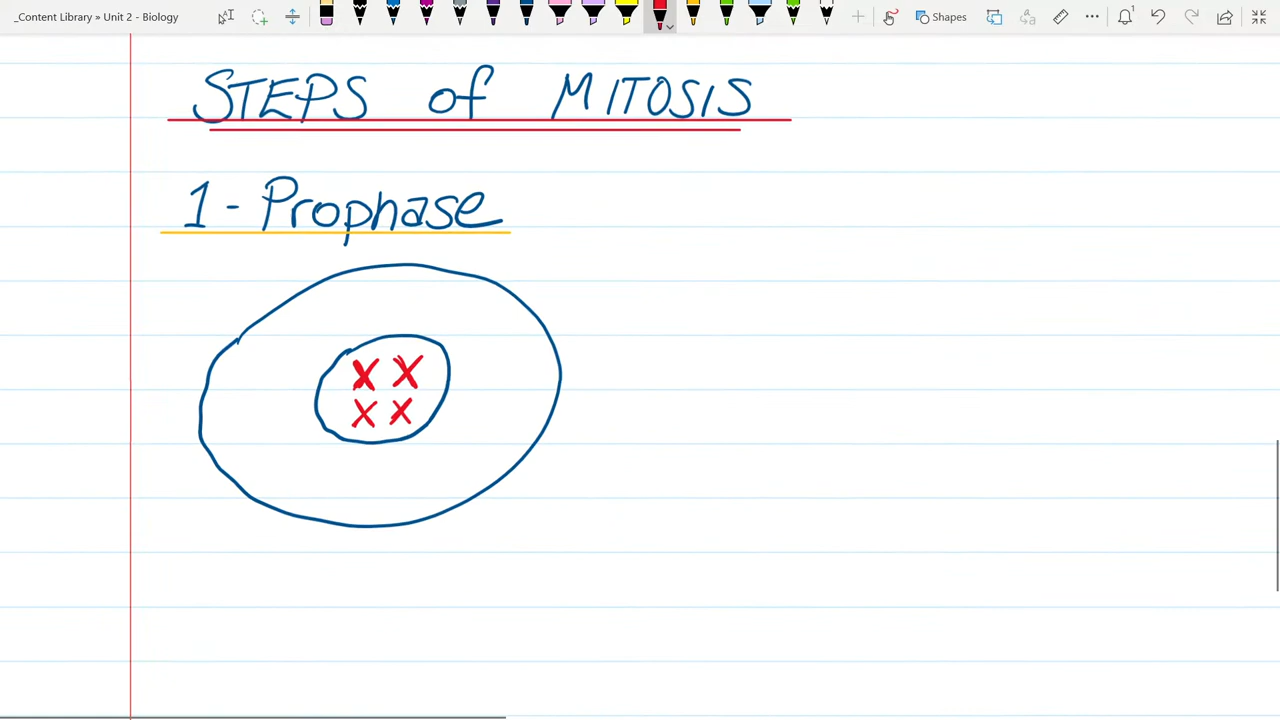 _Content Library » Unit 2 - Biology
Shapes
STEPS of MITOSIS
1 - Prophase
X X
X X